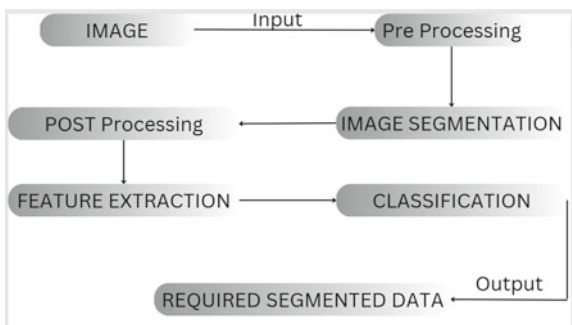 IMAGE
Input
Pre Processing
IMAGE SEGMENTATION
POST Processing
FEATURE EXTRACTION
CLASSIFICATION
Output
REQUIRED SEGMENTED DATA